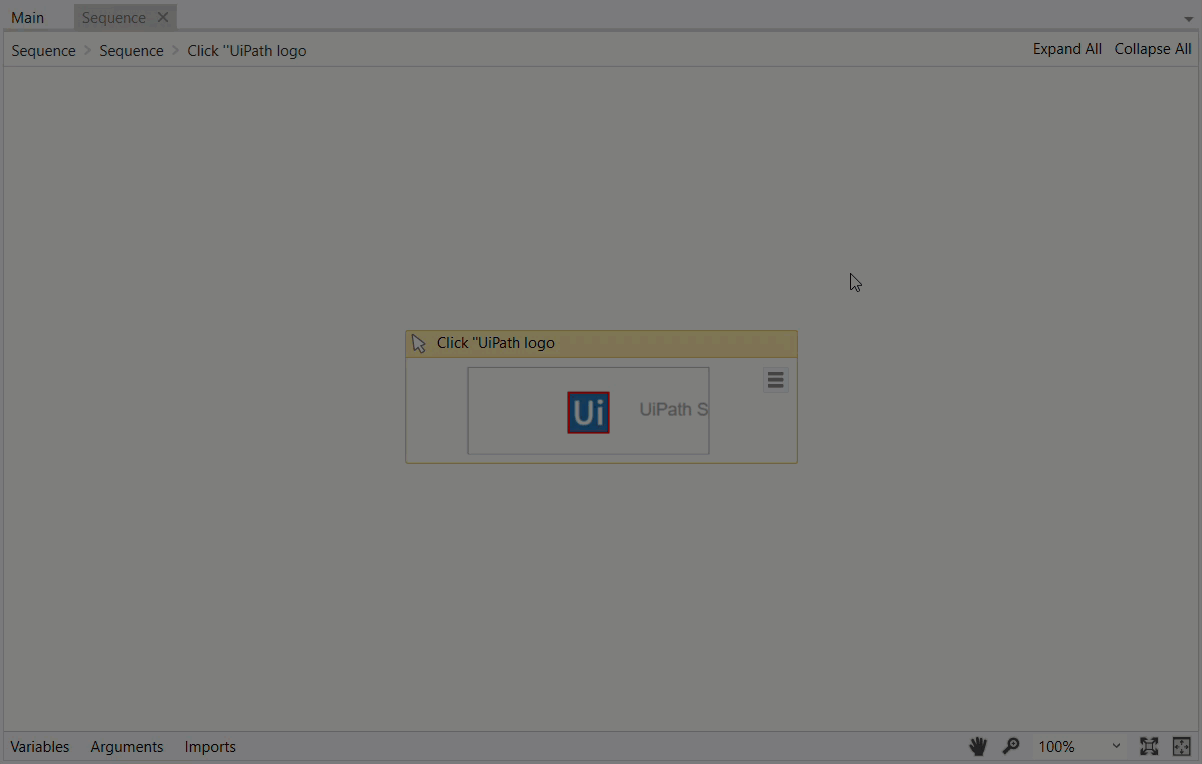 Main Sequence
Sequence > Sequence > Click "UiPath logo Expand All Collapse All
Click "UiPath logo
Ui UiPath S
Variables Arguments Imports 100%